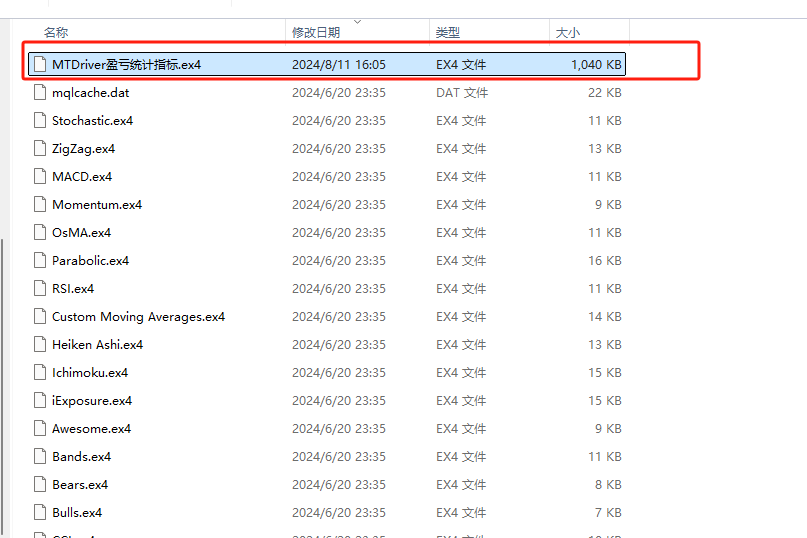 名称 修改日期 类型 大小
MTDriver盈亏统计指标.ex4 2024/8/11 16:05 EX4 文件 1,040 KB
mqlcache.dat 2024/6/20 23:35 DAT 文件 22 KB
Stochastic.ex4 2024/6/20 23:35 EX4 文件 11 KB
ZigZag.ex4 2024/6/20 23:35 EX4 文件 13 KB
MACD.ex4 2024/6/20 23:35 EX4 文件 11 KB
Momentum.ex4 2024/6/20 23:35 EX4 文件 9 KB
OsMA.ex4 2024/6/20 23:35 EX4 文件 11 KB
Parabolic.ex4 2024/6/20 23:35 EX4 文件 16 KB
RSI.ex4 2024/6/20 23:35 EX4 文件 11 KB
Custom Moving Averages.ex4 2024/6/20 23:35 EX4 文件 14 KB
Heiken Ashi.ex4 2024/6/20 23:35 EX4 文件 13 KB
Ichimoku.ex4 2024/6/20 23:35 EX4 文件 15 KB
iExposure.ex4 2024/6/20 23:35 EX4 文件 15 KB
Awesome.ex4 2024/6/20 23:35 EX4 文件 9 KB
Bands.ex4 2024/6/20 23:35 EX4 文件 11 KB
Bears.ex4 2024/6/20 23:35 EX4 文件 8 KB
Bulls.ex4 2024/6/20 23:35 EX4 文件 7 KB